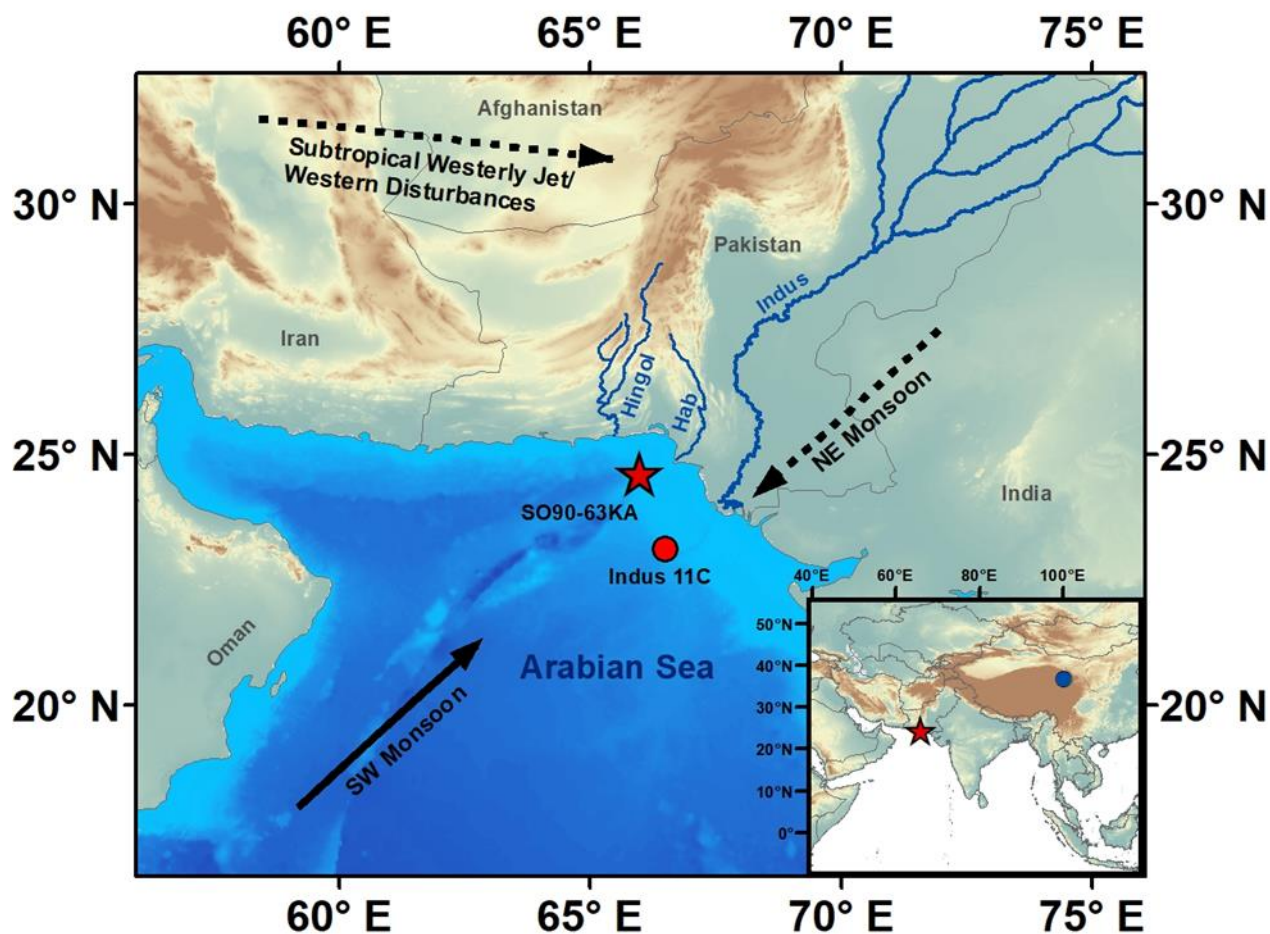 60° E 65° E 70° E 75° E
Afghanistan
Subtropical Westerly Jet/
Western Disturbances
30° N 30° N
Pakistan
Indus
Iran
Hingol
Hab
NE Monsoon
25° N 25° N
India
SO90-63KA
Indus 11C
40°E 60°E 80°E 100°E
50°N
Oman
Arabian Sea
40°N
20° N 20° N
30°N
SW Monsoon
20°N
10°N
0°
60° E 65° E 70° E 75° E